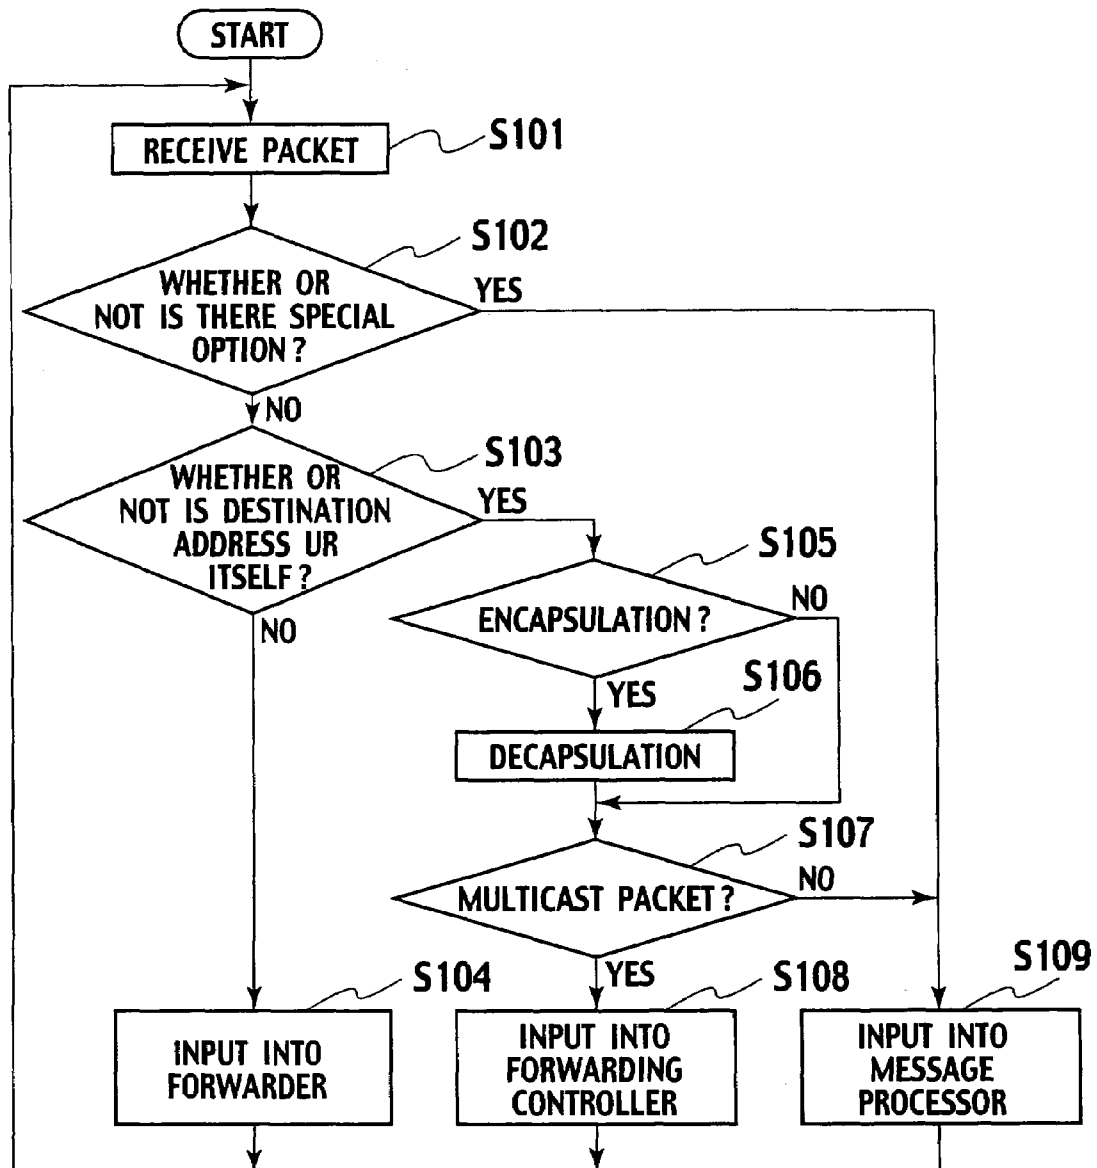 START
RECEIVE PACKET
S101
S102
WHETHER OR
NOT IS THERE SPECIAL
OPTION?
YES
NO
S103
WHETHER OR
NOT IS DESTINATION
ADDRESS UR
ITSELF?
YES
NO
S105
ENCAPSULATION?
NO
YES
S106
DECAPSULATION
S107
MULTICAST PACKET?
NO
YES
S104
INPUT INTO
FORWARDER
S108
INPUT INTO
FORWARDING
CONTROLLER
S109
INPUT INTO
MESSAGE
PROCESSOR